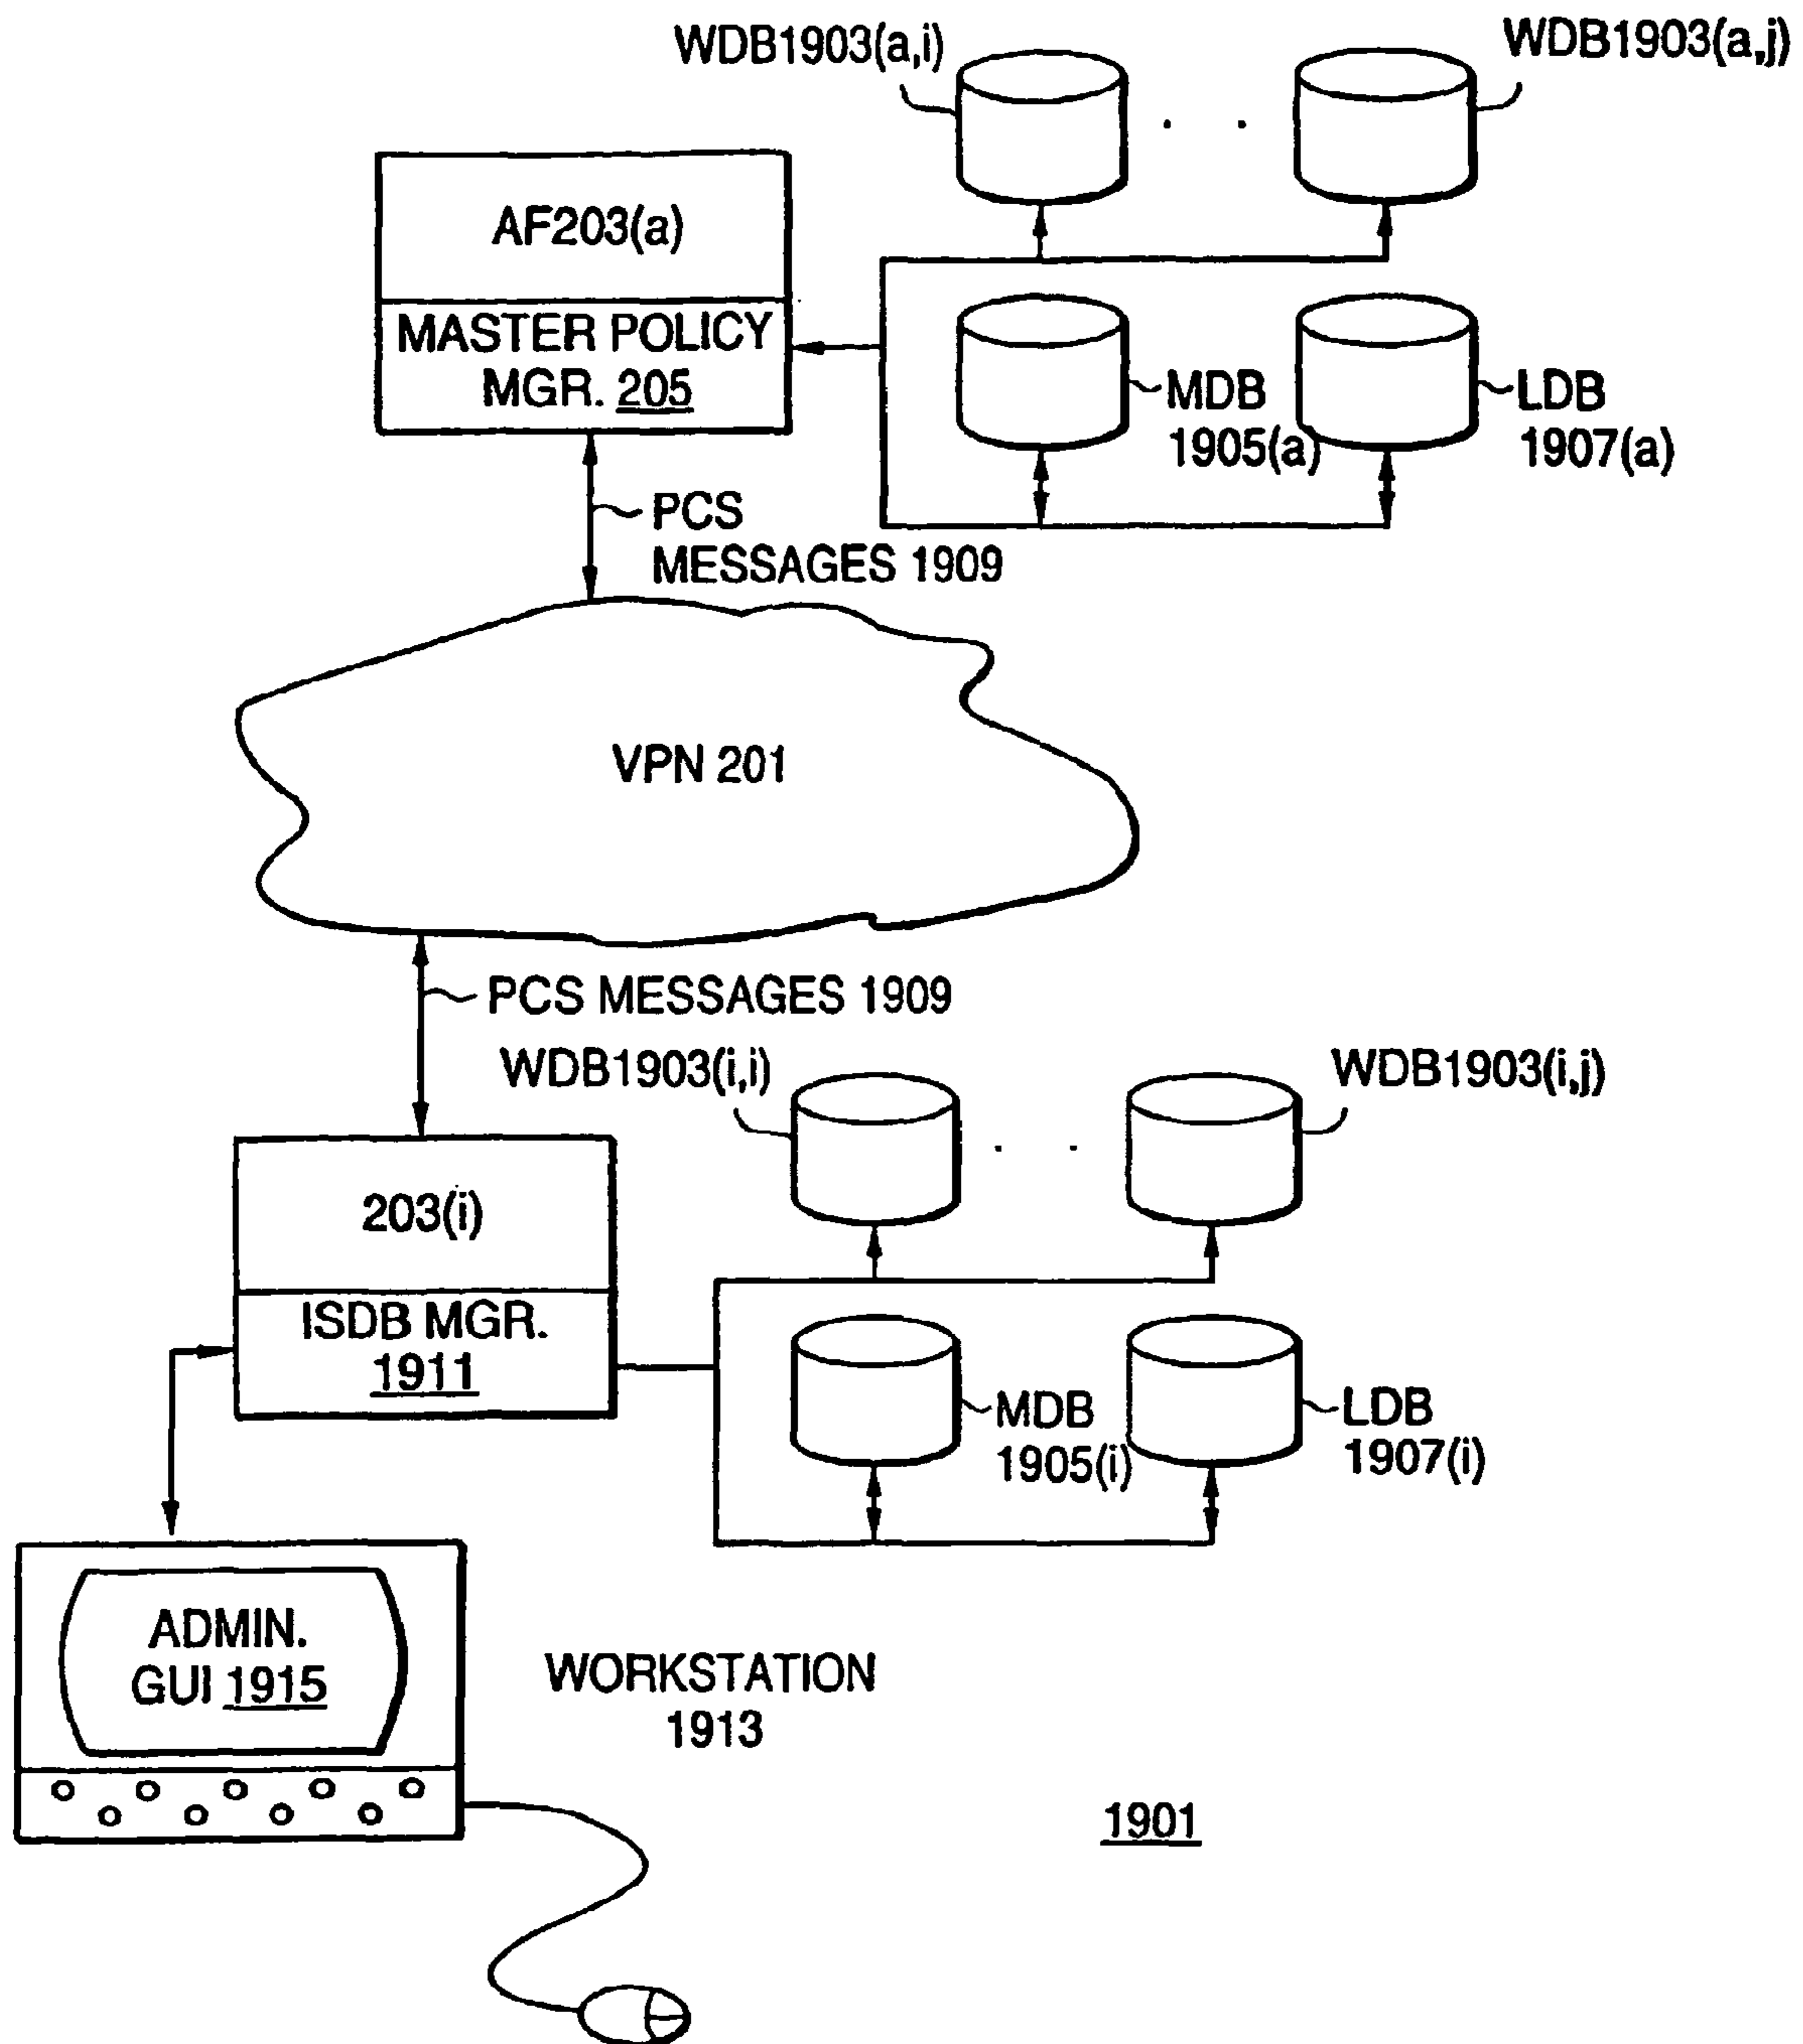 WDB1903(a,i)
WDB1903(a,j)
AF203(a)
MASTER POLICY
MGR. 205
MDB
1905(a)
LDB
1907(a)
PCS
MESSAGES 1909
VPN 201
PCS MESSAGES 1909
WDB1903(i,i)
WDB1903(i,j)
203(i)
ISDB MGR.
1911
MDB
1905(i)
LDB
1907(i)
ADMIN.
GUI 1915
WORKSTATION
1913
1901